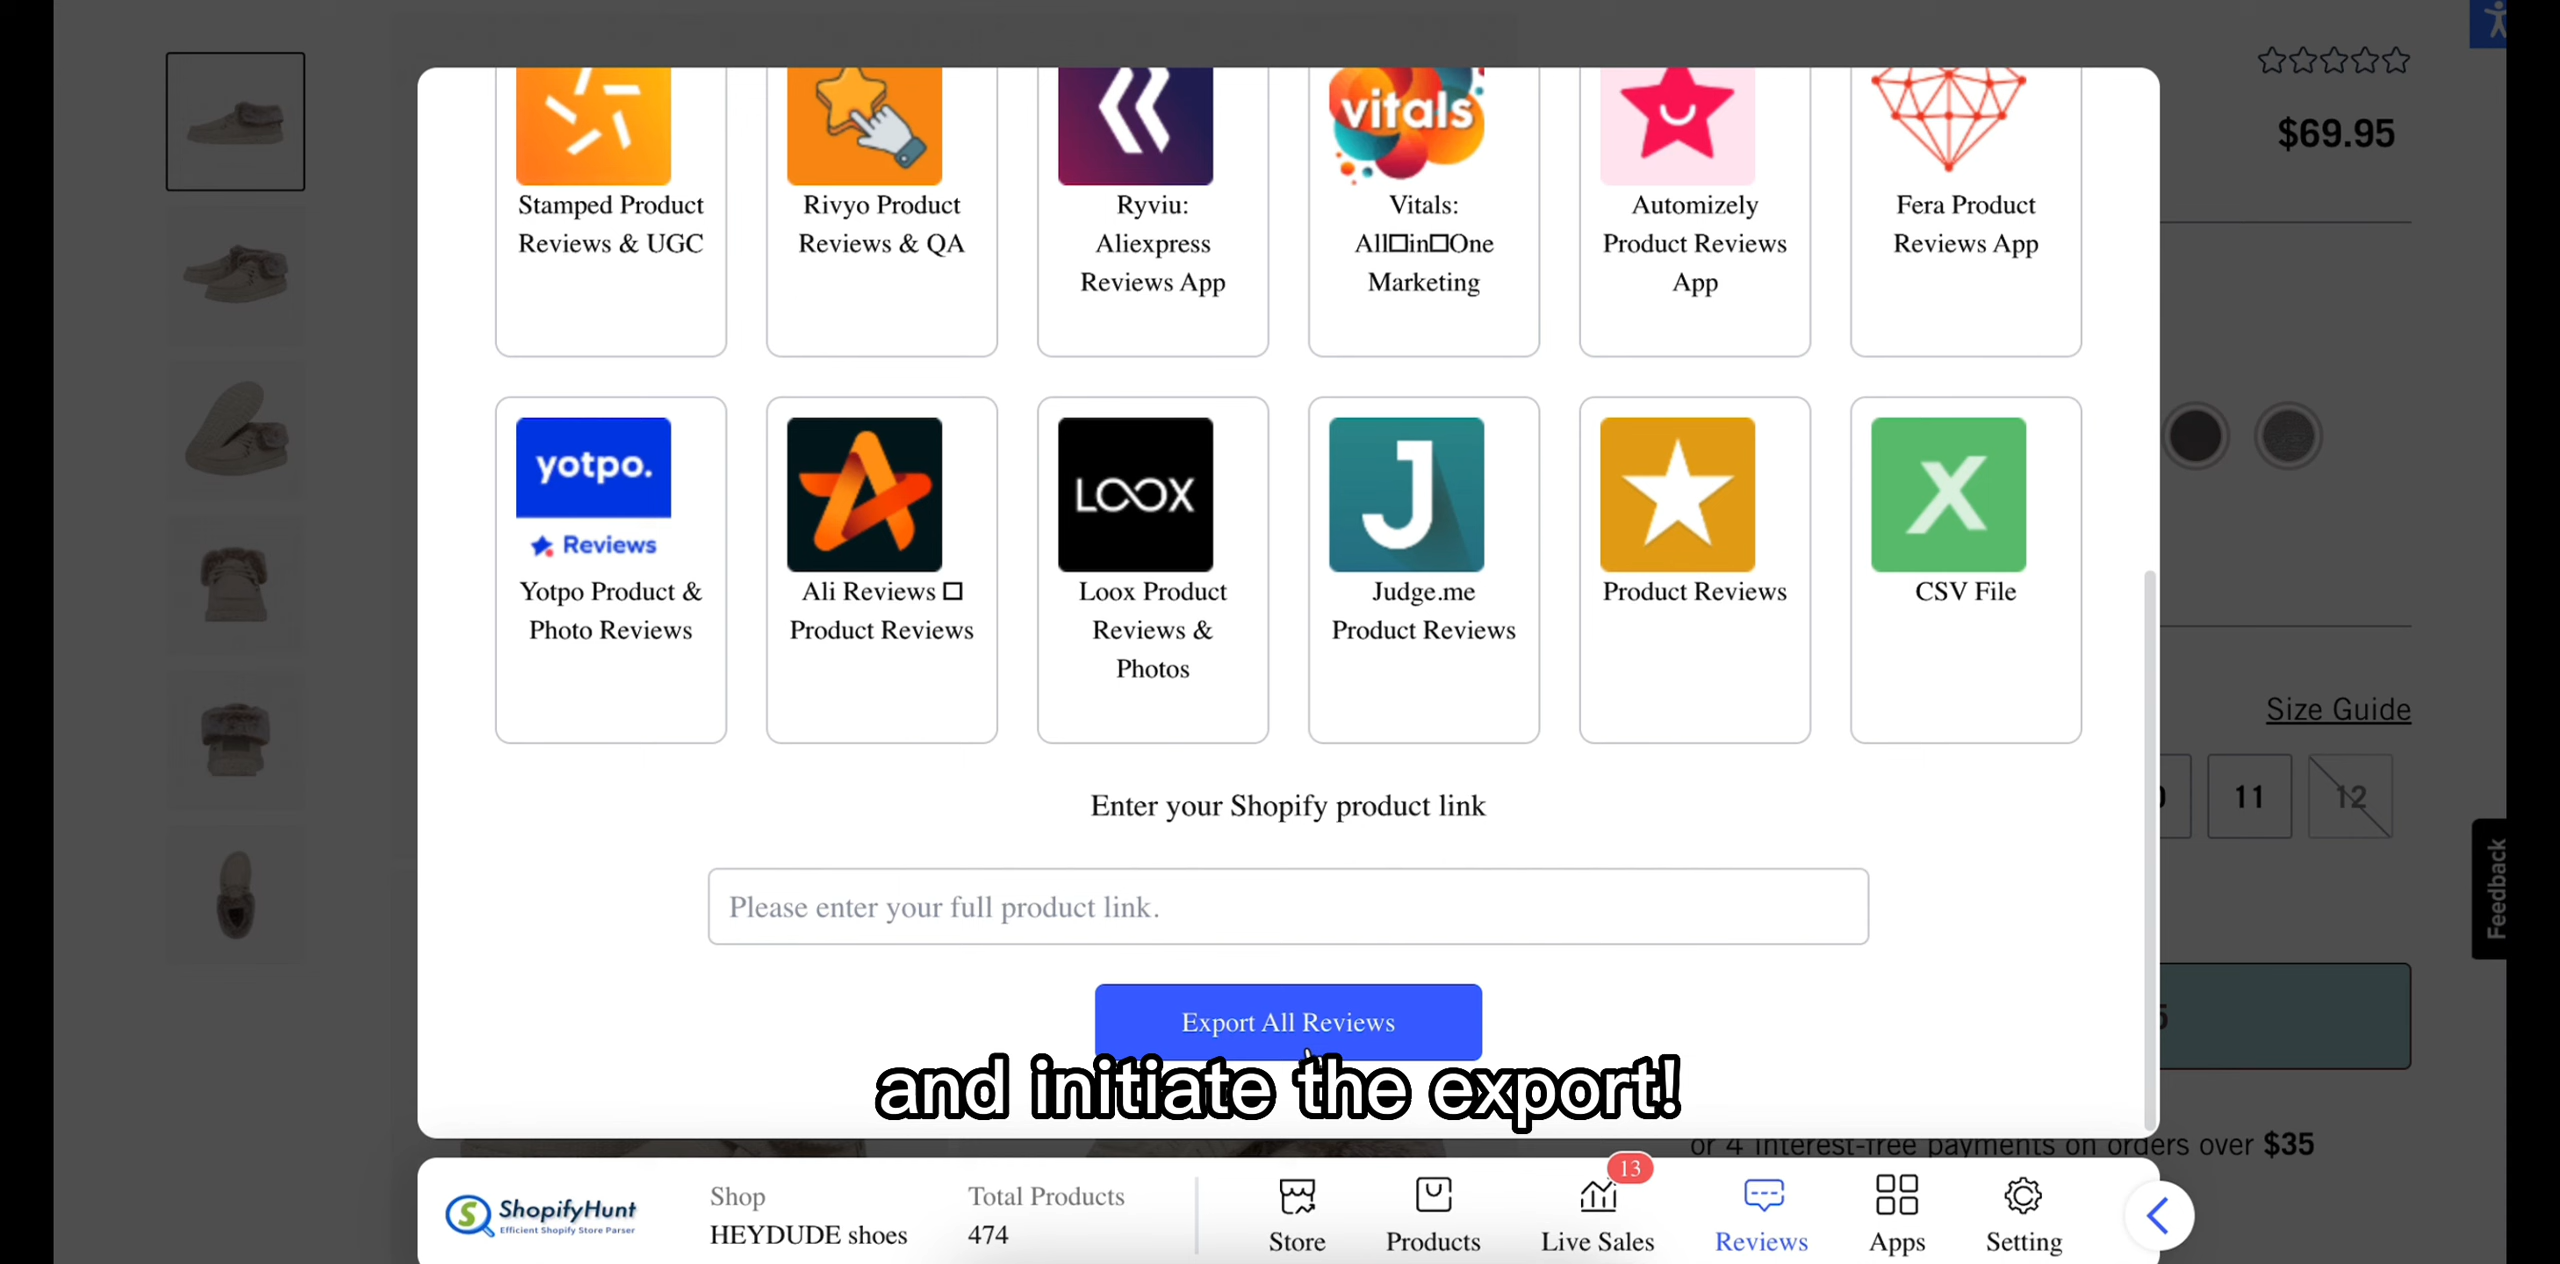 $69.95
vitals
Stamped Product
Reviews & UGC
Rivyo Product
Reviews & QA
Ryviu:
Aliexpress
Reviews App
Vitals:
All□in□One
Marketing
Automizely
Product Reviews
App
Fera Product
Reviews App
yotpo.
Reviews
Yotpo Product &
Photo Reviews
Ali Reviews □
Product Reviews
LOOX
Loox Product
Reviews &
Photos
J
Judge.me
Product Reviews
Product Reviews
X
CSV File
Size Guide
11
12
Enter your Shopify product link
Please enter your full product link.
Feedback
Export All Reviews
and initiate the export!
or 4 interest-free payments on orders over $35
ShopifyHunt
Efficient Shopify Store Parser
Shop
HEYDUDE shoes
Total Products
474
Store
Products
13
Live Sales
Reviews
Apps
Setting